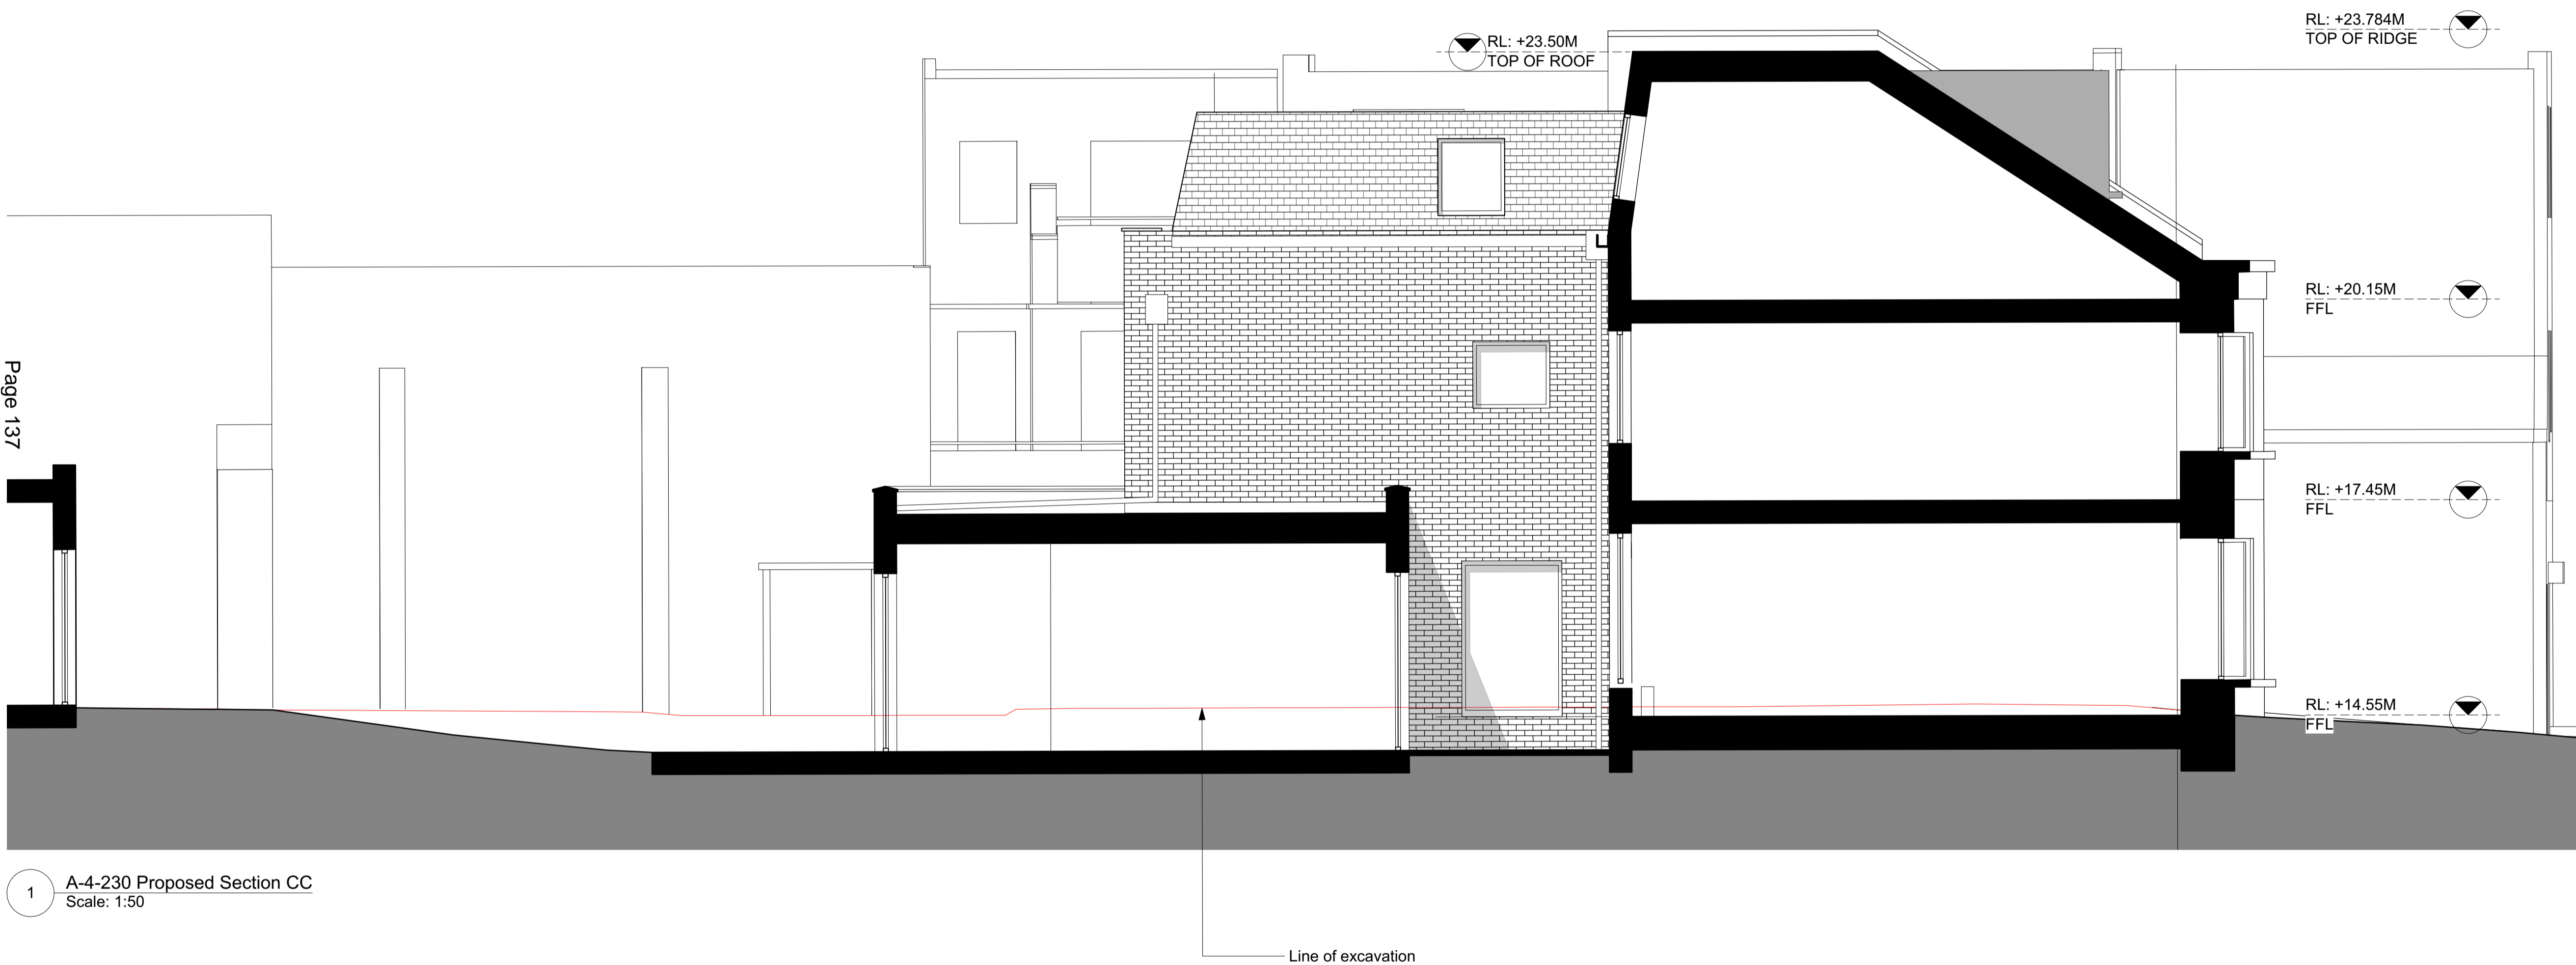 RL: +23.784M
TOP OF RIDGE
RL: +23.50M
TOP OF ROOF
RL: +20.15M
FFL
Page 137
RL: +17.45M
FFL
RL: +14.55M
FFL
1
A-4-230 Proposed Section CC
Scale: 1:50
Line of excavation